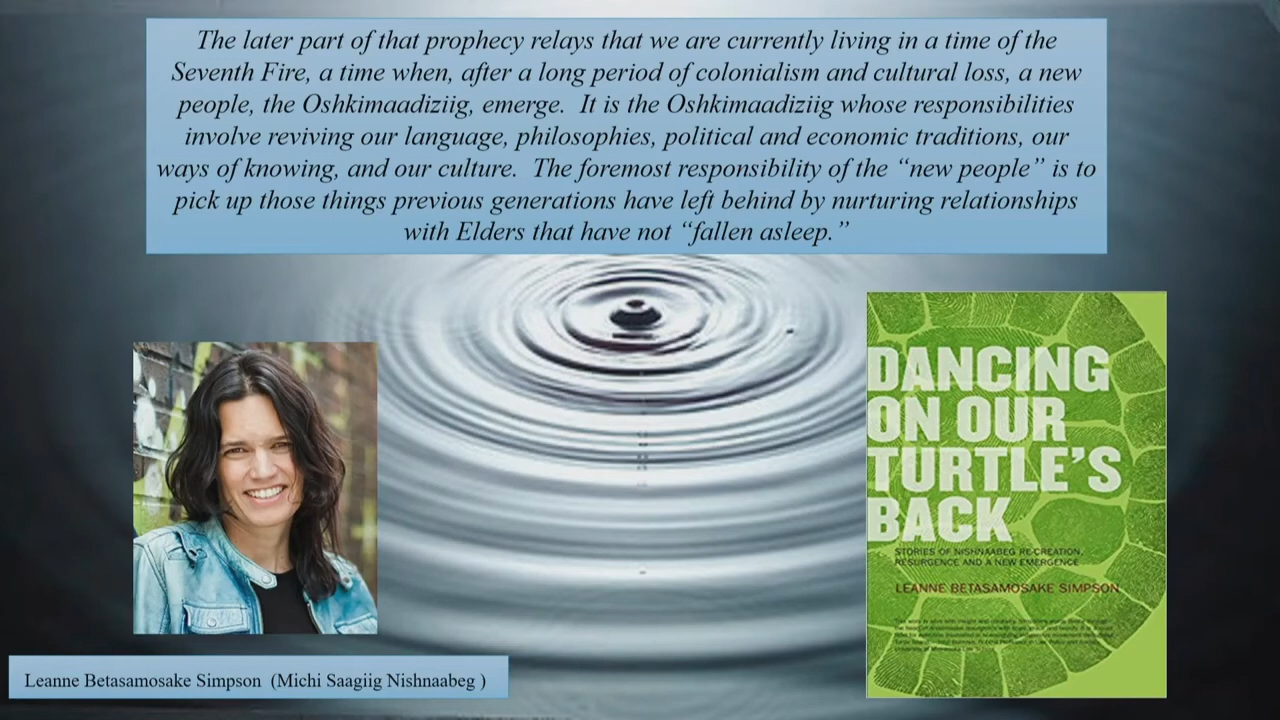 The later part of that prophecy relays that we are currently living in a time of the
Seventh Fire, a time when, after a long period of colonialism and cultural loss, a new
people, the Oshkimaadiziig, emerge.  It is the Oshkimaadiziig whose responsibilities
involve reviving our language, philosophies, political and economic traditions, our
ways of knowing, and our culture.  The foremost responsibility of the “new people” is to
pick up those things previous generations have left behind by nurturing relationships
with Elders that have not “fallen asleep.”
DANCING
ON OUR
TURTLE'S
BACK
STORIES OF NISHNAABEG RE-CREATION,
RESURGENCE AND A NEW EMERGENCE
LEANNE BETASAMOSAKE SIMPSON
Leanne Betasamosake Simpson  (Michi Saagiig Nishnaabeg )